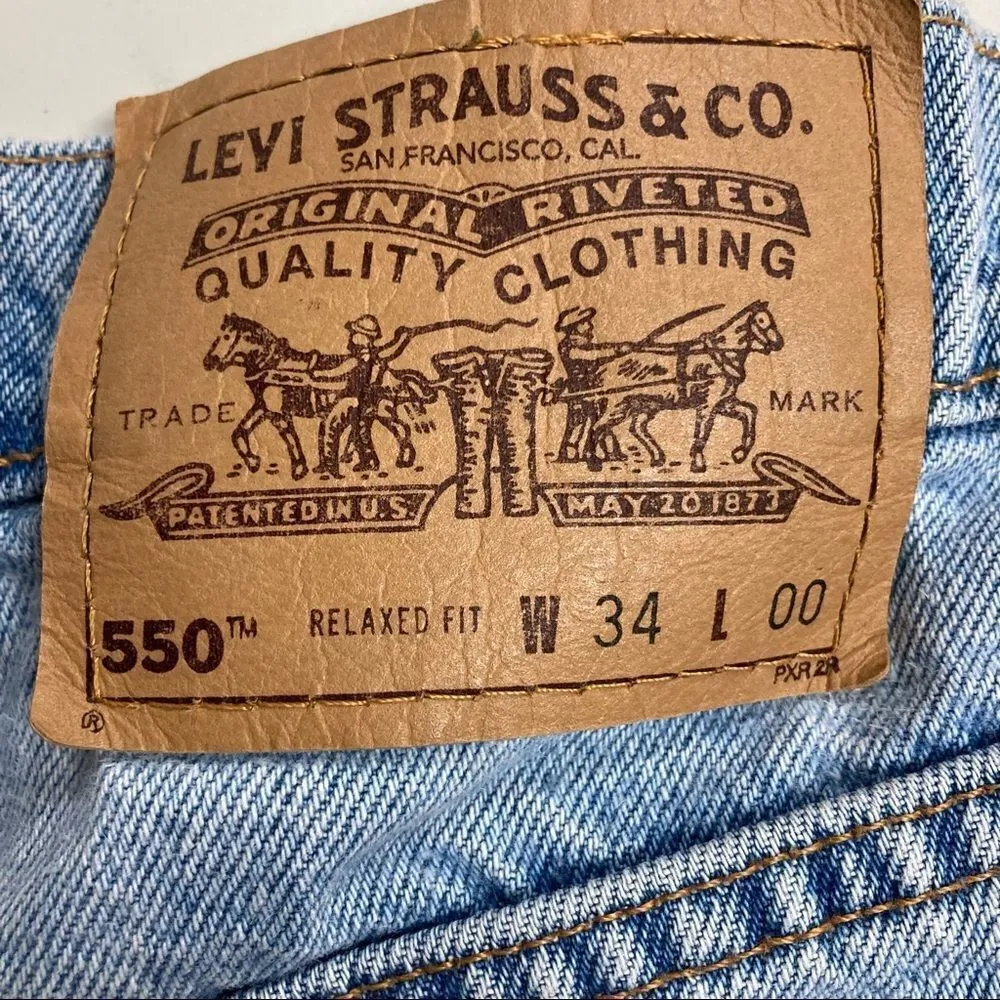 LEVI STRAUSS & CO.
SAN FRANCISCO, CAL.
ORIGINAL RIVETED
QUALITY CLOTHING
TRADE MARK
PATENTED IN U.S. MAY 20 1873
550™ RELAXED FIT W 34 L 00
PXR 2R
®